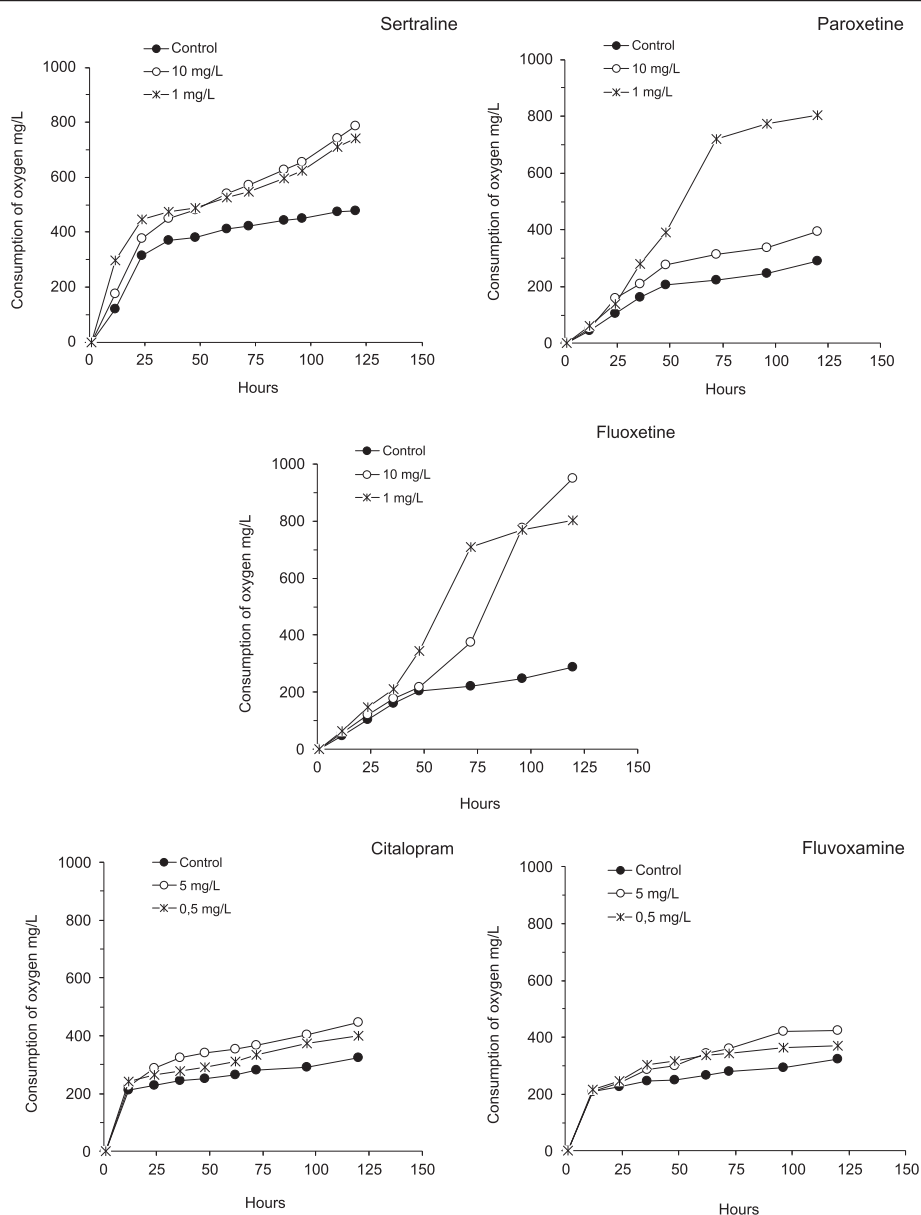 Sertraline
Control
10 mg/L
1 mg/L
Consumption of oxygen mg/L
1000
800
600
400
200
0
0 25 50 75 100 125 150
Hours
Paroxetine
Control
10 mg/L
1 mg/L
Consumption of oxygen mg/L
1000
800
600
400
200
0
0 25 50 75 100 125 150
Hours
Fluoxetine
Control
10 mg/L
1 mg/L
Consumption of oxygen mg/L
1000
800
600
400
200
0
0 25 50 75 100 125 150
Hours
Citalopram
Control
5 mg/L
0,5 mg/L
Consumption of oxygen mg/L
1000
800
600
400
200
0
0 25 50 75 100 125 150
Hours
Fluvoxamine
Control
5 mg/L
0,5 mg/L
Consumption of oxygen mg/L
1000
800
600
400
200
0
0 25 50 75 100 125 150
Hours